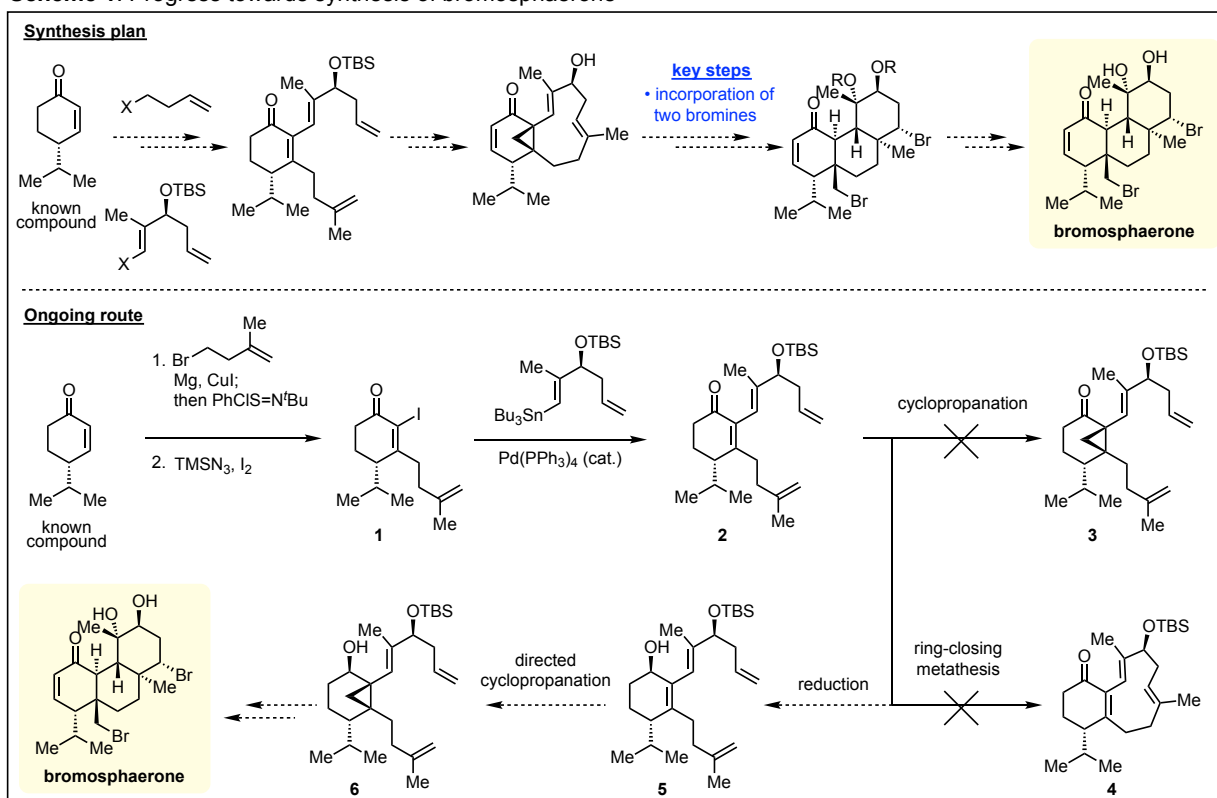 Scheme 1. Progress towards synthesis of bromosphaerone
Synthesis plan
O
Me Me
known
compound
X
OTBS
Me
X
OTBS
Me
O
Me Me
Me
OH
Me
O
Me
Me Me
key steps
• incorporation of
two bromines
RO OR
Me
O
H
H
Br
Me
Br
Me Me
HO OH
Me
O
H
H
Br
Me
Br
Me Me
bromosphaerone
Ongoing route
O
Me Me
known
compound
1. Br
Me
Mg, CuI;
then PhClS=NᵗBu
2. TMSN₃, I₂
O
I
Me Me
Me
1
OTBS
Me
Bu₃Sn
Pd(PPh₃)₄ (cat.)
OTBS
Me
O
Me Me
Me
2
cyclopropanation
OTBS
Me
O
Me Me
Me
3
ring-closing
metathesis
OTBS
Me
O
Me
Me Me
4
reduction
OTBS
OH Me
Me Me
Me
5
directed
cyclopropanation
OTBS
OH Me
Me Me
Me
6
HO OH
Me
O
H
H
Br
Me
Br
Me Me
bromosphaerone